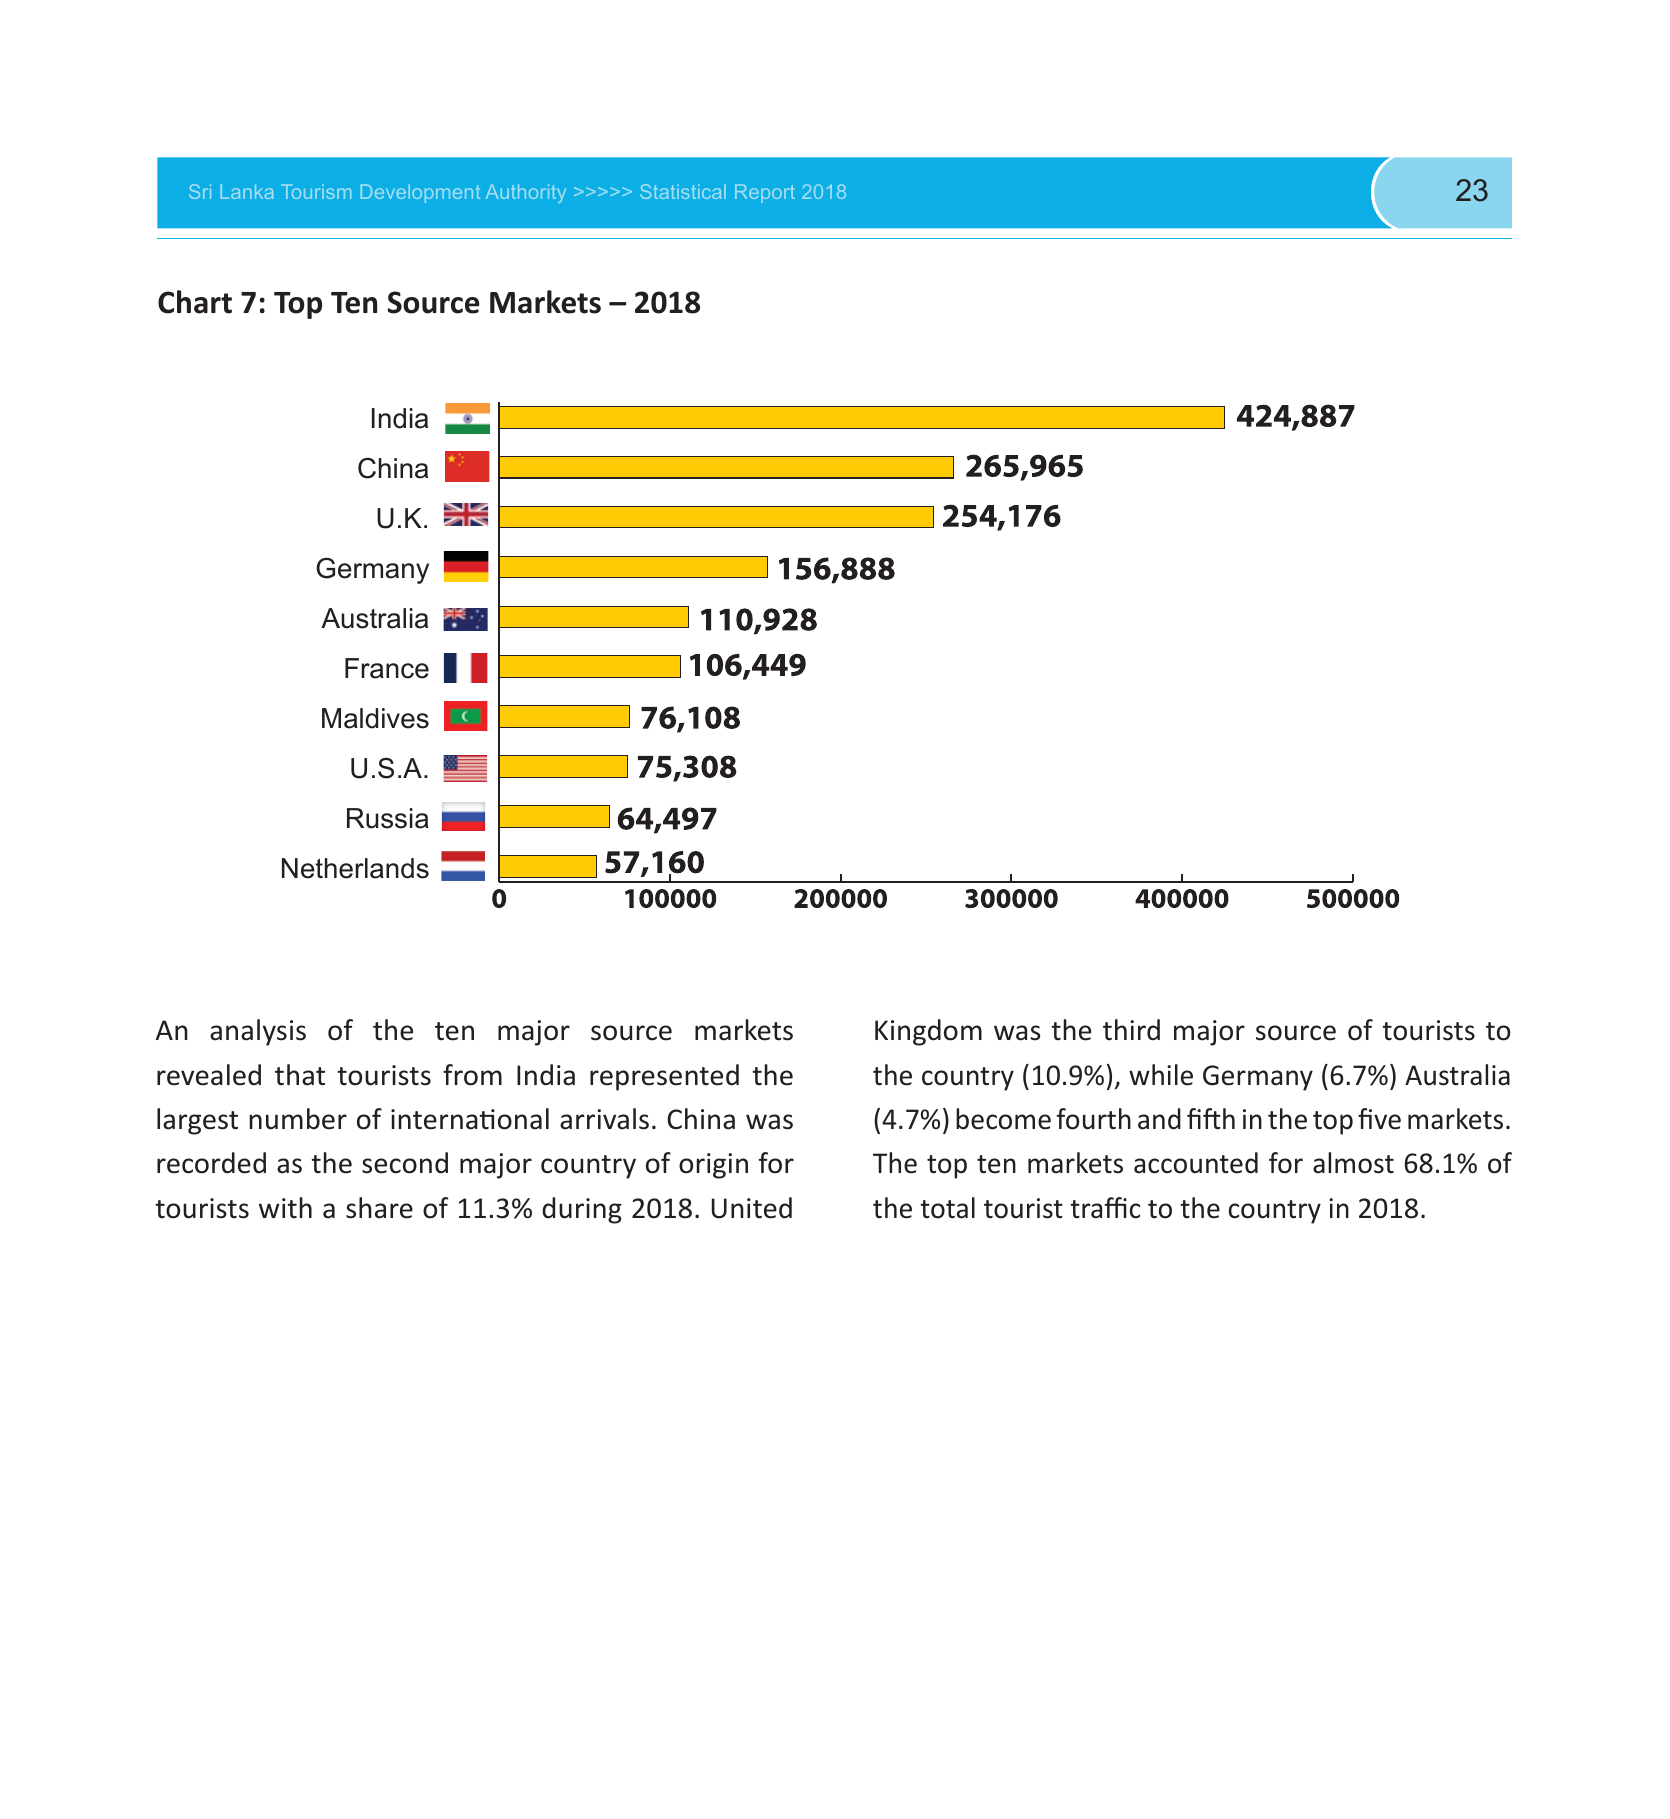 Sri Lanka Tourism Development Authority >>>>> Statistical Report 2018
23
Chart 7: Top Ten Source Markets – 2018
India 424,887
China 265,965
U.K. 254,176
Germany 156,888
Australia 110,928
France 106,449
Maldives 76,108
U.S.A. 75,308
Russia 64,497
Netherlands 57,160
0 100000 200000 300000 400000 500000
An analysis of the ten major source markets
revealed that tourists from India represented the
largest number of international arrivals. China was
recorded as the second major country of origin for
tourists with a share of 11.3% during 2018. United
Kingdom was the third major source of tourists to
the country (10.9%), while Germany (6.7%) Australia
(4.7%) become fourth and fifth in the top five markets.
The top ten markets accounted for almost 68.1% of
the total tourist traffic to the country in 2018.